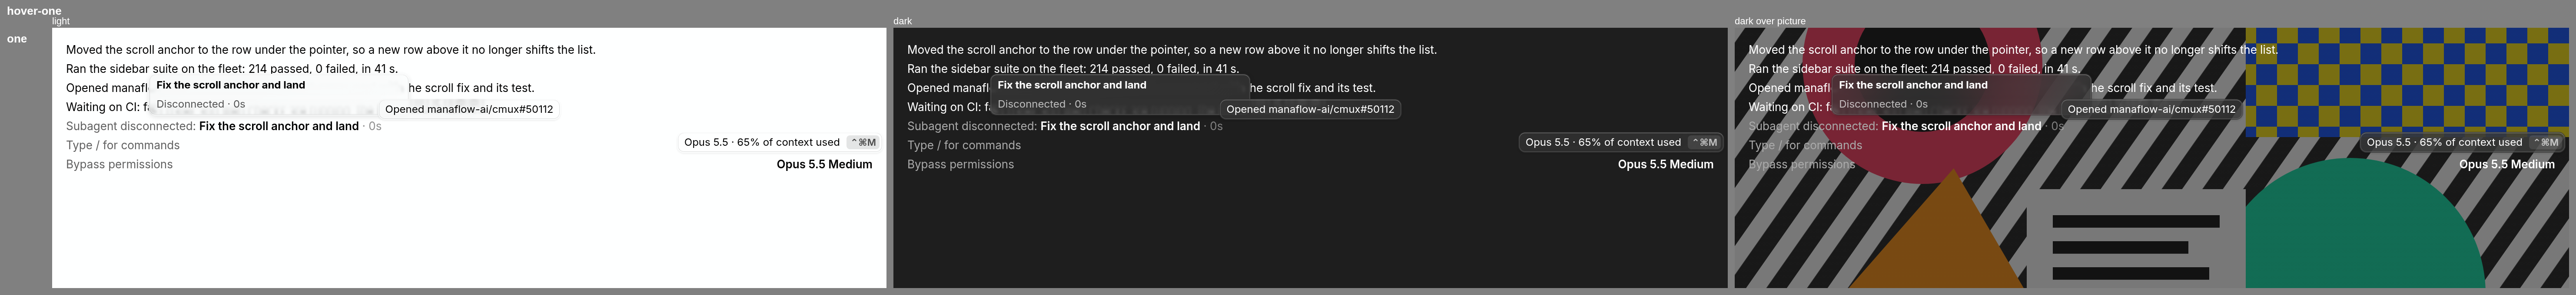 hover-one
light
dark
dark over picture
one
Moved the scroll anchor to the row under the pointer, so a new row above it no longer shifts the list.
Ran the sidebar suite on the fleet: 214 passed, 0 failed, in 41 s.
Opened manafl
he scroll fix and its test.
Fix the scroll anchor and land
Disconnected · 0s
Waiting on CI:
Opened manaflow-ai/cmux#50112
Subagent disconnected: Fix the scroll anchor and land · 0s
Type / for commands
Opus 5.5 · 65% of context used ⌃⌘M
Bypass permissions
Opus 5.5 Medium
Moved the scroll anchor to the row under the pointer, so a new row above it no longer shifts the list.
Ran the sidebar suite on the fleet: 214 passed, 0 failed, in 41 s.
Opened manafl
he scroll fix and its test.
Fix the scroll anchor and land
Disconnected · 0s
Waiting on CI:
Opened manaflow-ai/cmux#50112
Subagent disconnected: Fix the scroll anchor and land · 0s
Type / for commands
Opus 5.5 · 65% of context used ⌃⌘M
Bypass permissions
Opus 5.5 Medium
Moved the scroll anchor to the row under the pointer, so a new row above it no longer shifts the list.
Ran the sidebar suite on the fleet: 214 passed, 0 failed, in 41 s.
Opened manafl
he scroll fix and its test.
Fix the scroll anchor and land
Disconnected · 0s
Waiting on CI:
Opened manaflow-ai/cmux#50112
Subagent disconnected: Fix the scroll anchor and land · 0s
Type / for commands
Opus 5.5 · 65% of context used ⌃⌘M
Bypass permissions
Opus 5.5 Medium